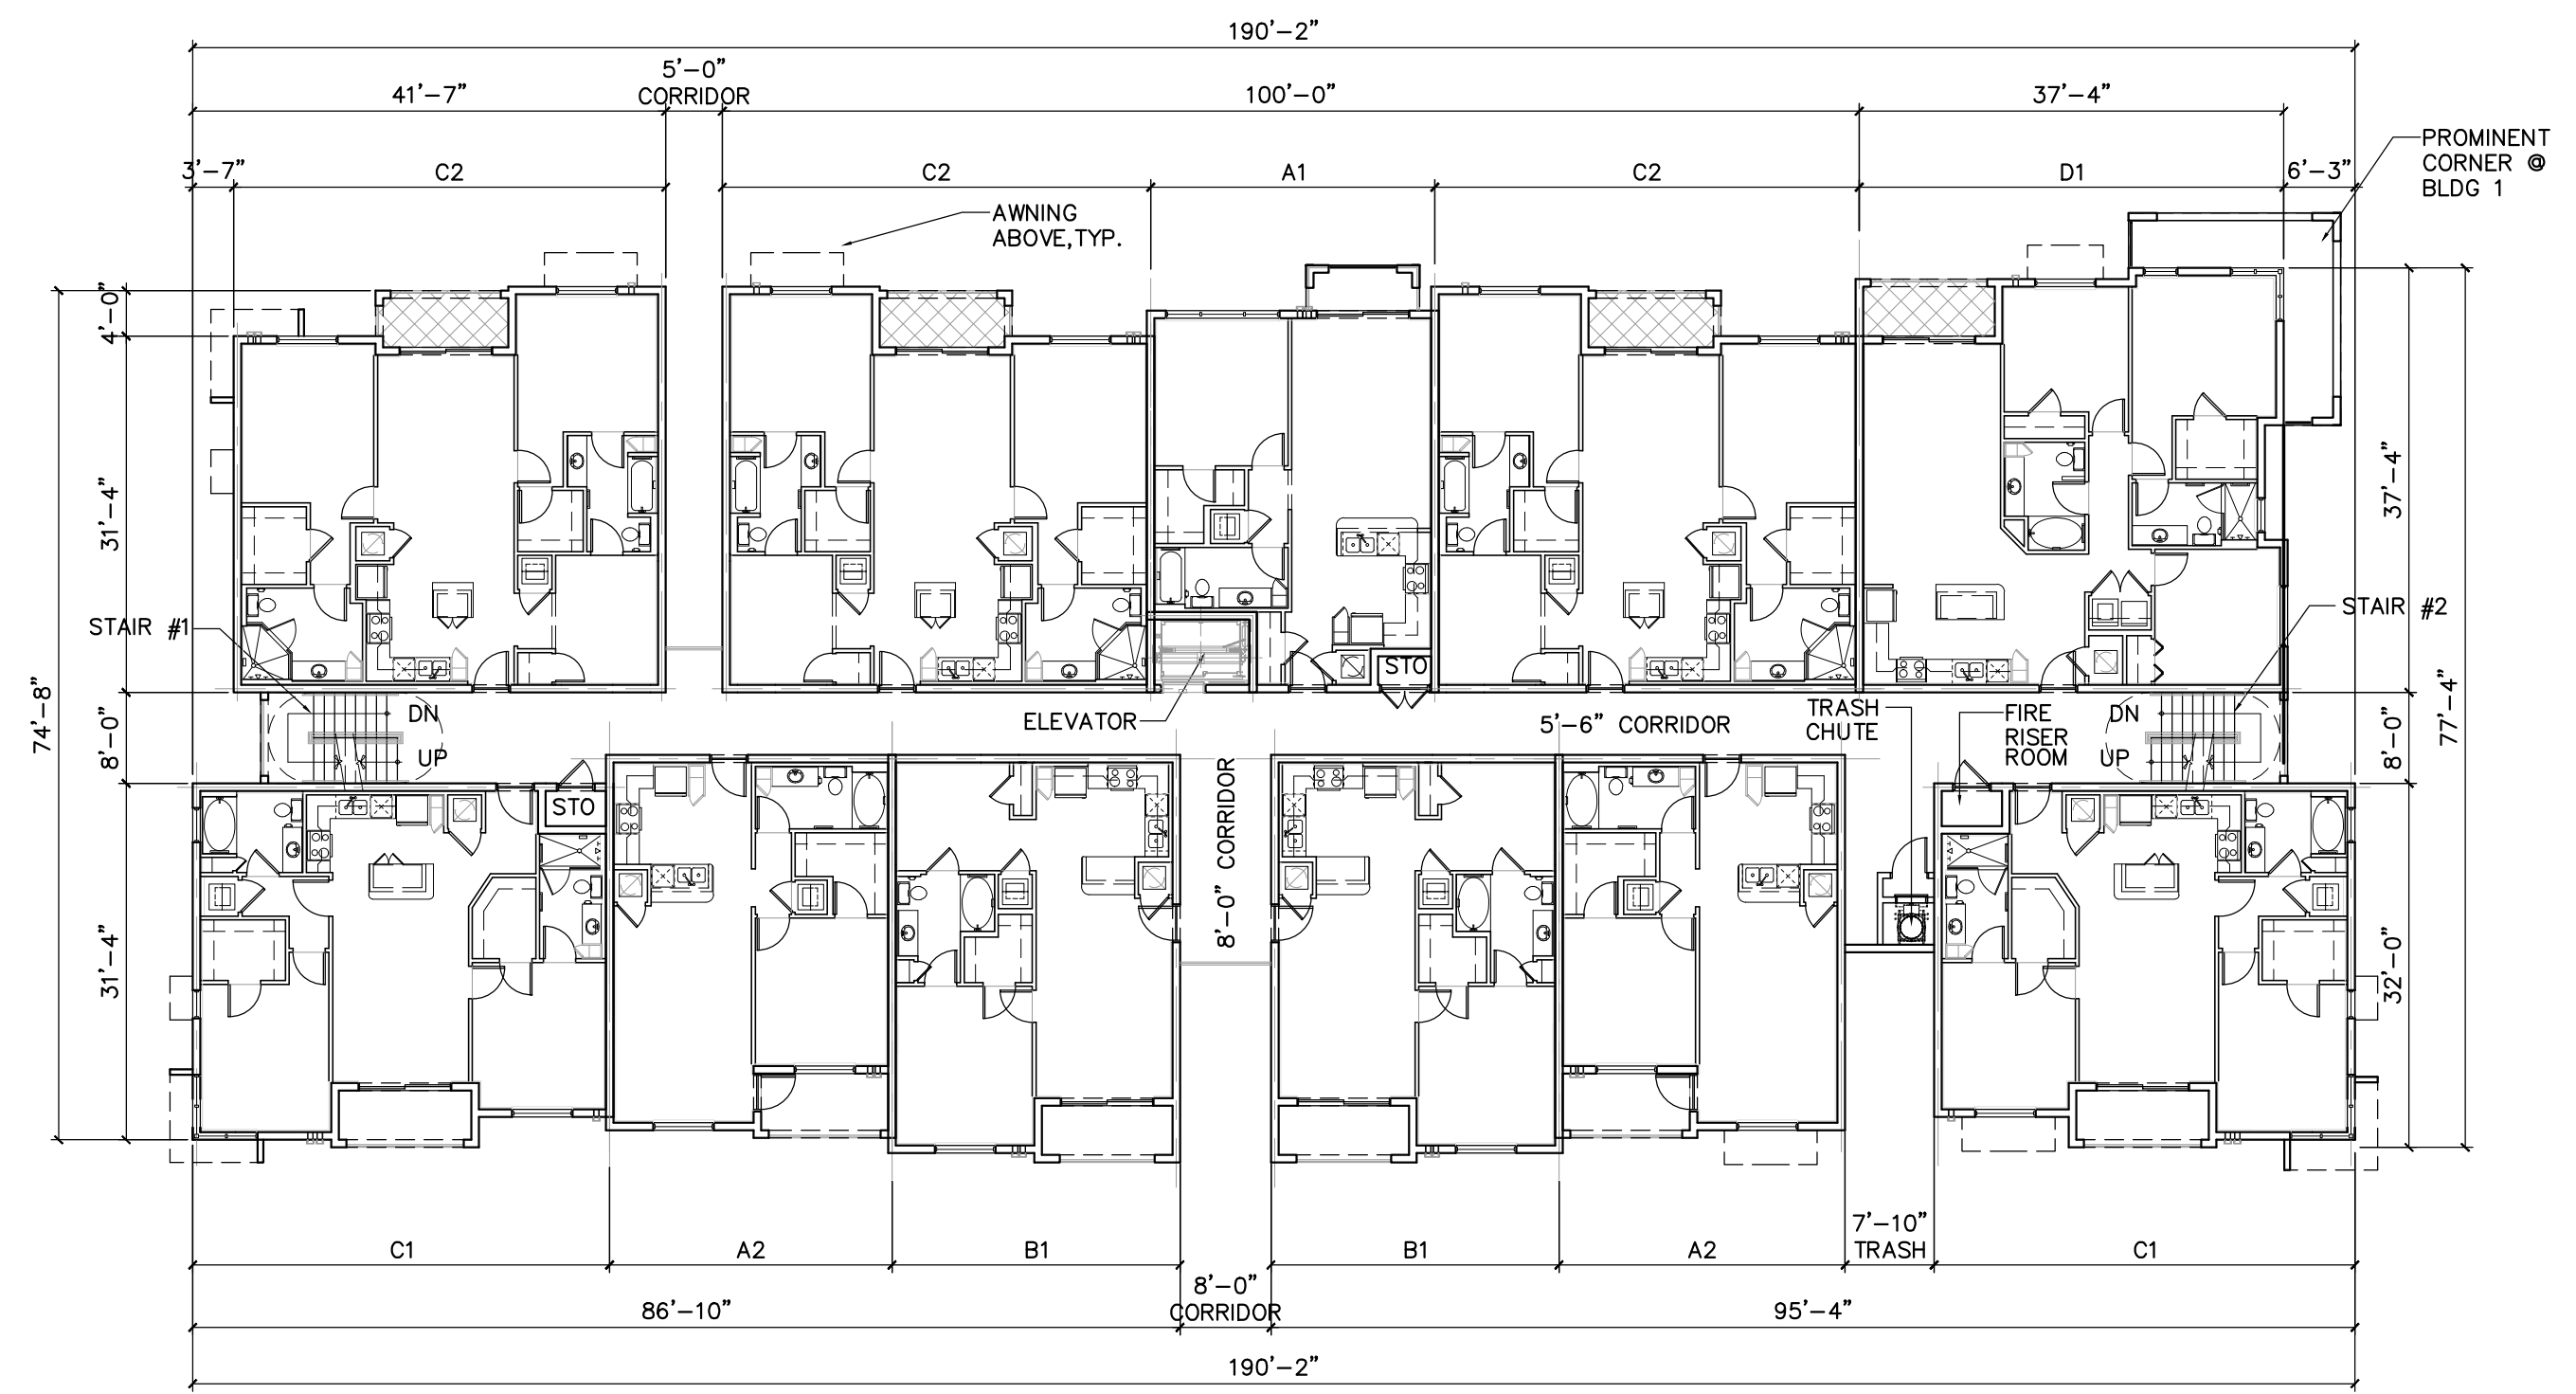 190'-2"
5'-0"
CORRIDOR
41'-7"
100'-0"
37'-4"
PROMINENT
CORNER @
BLDG 1
3'-7"
C2
C2
A1
C2
D1
6'-3"
AWNING
ABOVE,TYP.
4'-0"
31'-4"
37'-4"
STAIR #1
STAIR #2
STO
74'-8"
8'-0"
DN
UP
ELEVATOR
5'-6" CORRIDOR
TRASH
CHUTE
FIRE
RISER
ROOM
DN
UP
8'-0"
77'-4"
STO
8'-0" CORRIDOR
31'-4"
32'-0"
C1
A2
B1
B1
A2
7'-10"
TRASH
C1
86'-10"
8'-0"
CORRIDOR
95'-4"
190'-2"